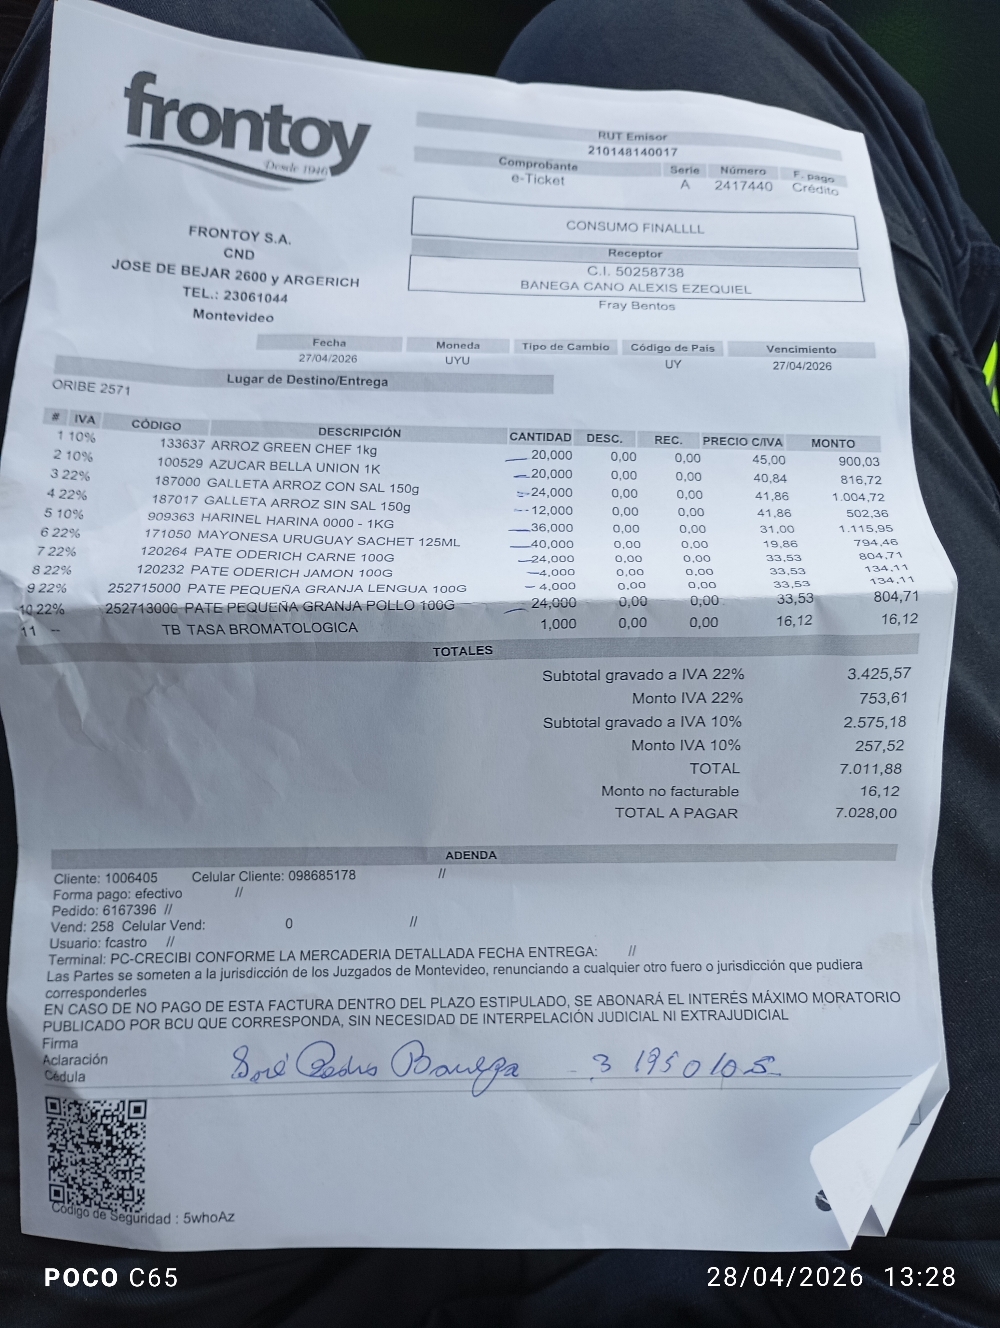 frontoy
Desde 1946
RUT Emisor
210148140017
Comprobante Serie Número F. pago
e-Ticket A 2417440 Crédito
CONSUMO FINALLLL
Receptor
C.I. 50258738
BANEGA CANO ALEXIS EZEQUIEL
Fray Bentos
FRONTOY S.A.
CND
JOSE DE BEJAR 2600 y ARGERICH
TEL.: 23061044
Montevideo
Fecha Moneda Tipo de Cambio Código de País Vencimiento
27/04/2026 UYU UY 27/04/2026
Lugar de Destino/Entrega
ORIBE 2571
# IVA CÓDIGO DESCRIPCIÓN CANTIDAD DESC. REC. PRECIO C/IVA MONTO
1 10% 133637 ARROZ GREEN CHEF 1kg 20,000 0,00 0,00 45,00 900,03
2 10% 100529 AZUCAR BELLA UNION 1K 20,000 0,00 0,00 40,84 816,72
3 22% 187000 GALLETA ARROZ CON SAL 150g 24,000 0,00 0,00 41,86 1.004,72
4 22% 187017 GALLETA ARROZ SIN SAL 150g 12,000 0,00 0,00 41,86 502,36
5 10% 909363 HARINEL HARINA 0000 - 1KG 36,000 0,00 0,00 31,00 1.115,95
6 22% 171050 MAYONESA URUGUAY SACHET 125ML 40,000 0,00 0,00 19,86 794,46
7 22% 120264 PATE ODERICH CARNE 100G 24,000 0,00 0,00 33,53 804,71
8 22% 120232 PATE ODERICH JAMON 100G 4,000 0,00 0,00 33,53 134,11
9 22% 252715000 PATE PEQUEÑA GRANJA LENGUA 100G 4,000 0,00 0,00 33,53 134,11
10 22% 252713000 PATE PEQUEÑA GRANJA POLLO 100G 24,000 0,00 0,00 33,53 804,71
11 -- TB TASA BROMATOLOGICA 1,000 0,00 0,00 16,12 16,12
TOTALES
Subtotal gravado a IVA 22% 3.425,57
Monto IVA 22% 753,61
Subtotal gravado a IVA 10% 2.575,18
Monto IVA 10% 257,52
TOTAL 7.011,88
Monto no facturable 16,12
TOTAL A PAGAR 7.028,00
ADENDA
Cliente: 1006405 Celular Cliente: 098685178 //
Forma pago: efectivo //
Pedido: 6167396 //
Vend: 258 Celular Vend: 0 //
Usuario: fcastro //
Terminal: PC-CRECIBI CONFORME LA MERCADERIA DETALLADA FECHA ENTREGA: //
Las Partes se someten a la jurisdicción de los Juzgados de Montevideo, renunciando a cualquier otro fuero o jurisdicción que pudiera
corresponderles
EN CASO DE NO PAGO DE ESTA FACTURA DENTRO DEL PLAZO ESTIPULADO, SE ABONARÁ EL INTERÉS MÁXIMO MORATORIO
PUBLICADO POR BCU QUE CORRESPONDA, SIN NECESIDAD DE INTERPELACIÓN JUDICIAL NI EXTRAJUDICIAL
Firma
Aclaración
Cédula
José Pedro Banega 3 195 010 5
Código de Seguridad : 5whoAz
POCO C65
28/04/2026 13:28